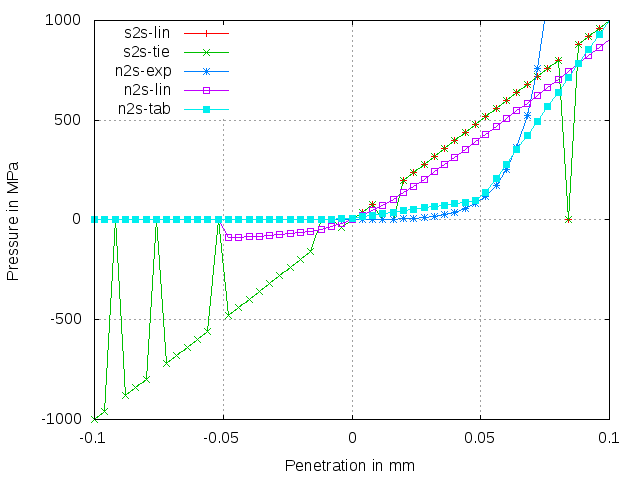 1000
500
0
-500
-1000
-0.1
-0.05
0
0.05
0.1
Pressure in MPa
Penetration in mm
s2s-lin
s2s-tie
n2s-exp
n2s-lin
n2s-tab